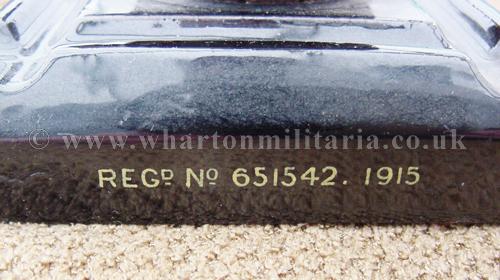 © www.whartonmilitaria.co.uk
REGᴰ Nº 651542. 1915